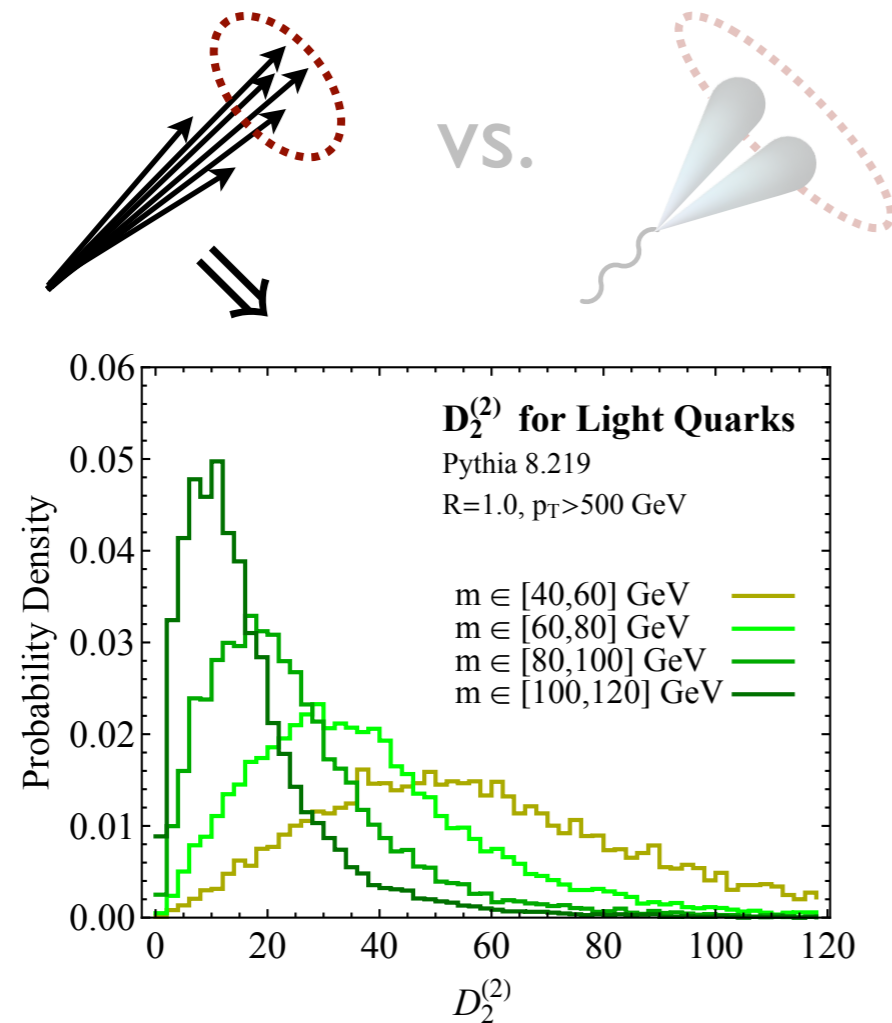 vs.
D₂⁽²⁾ for Light Quarks
Pythia 8.219
R=1.0, p_T>500 GeV
m ∈ [40,60] GeV
m ∈ [60,80] GeV
m ∈ [80,100] GeV
m ∈ [100,120] GeV
Probability Density
0.06
0.05
0.04
0.03
0.02
0.01
0.00
0 20 40 60 80 100 120
D₂⁽²⁾